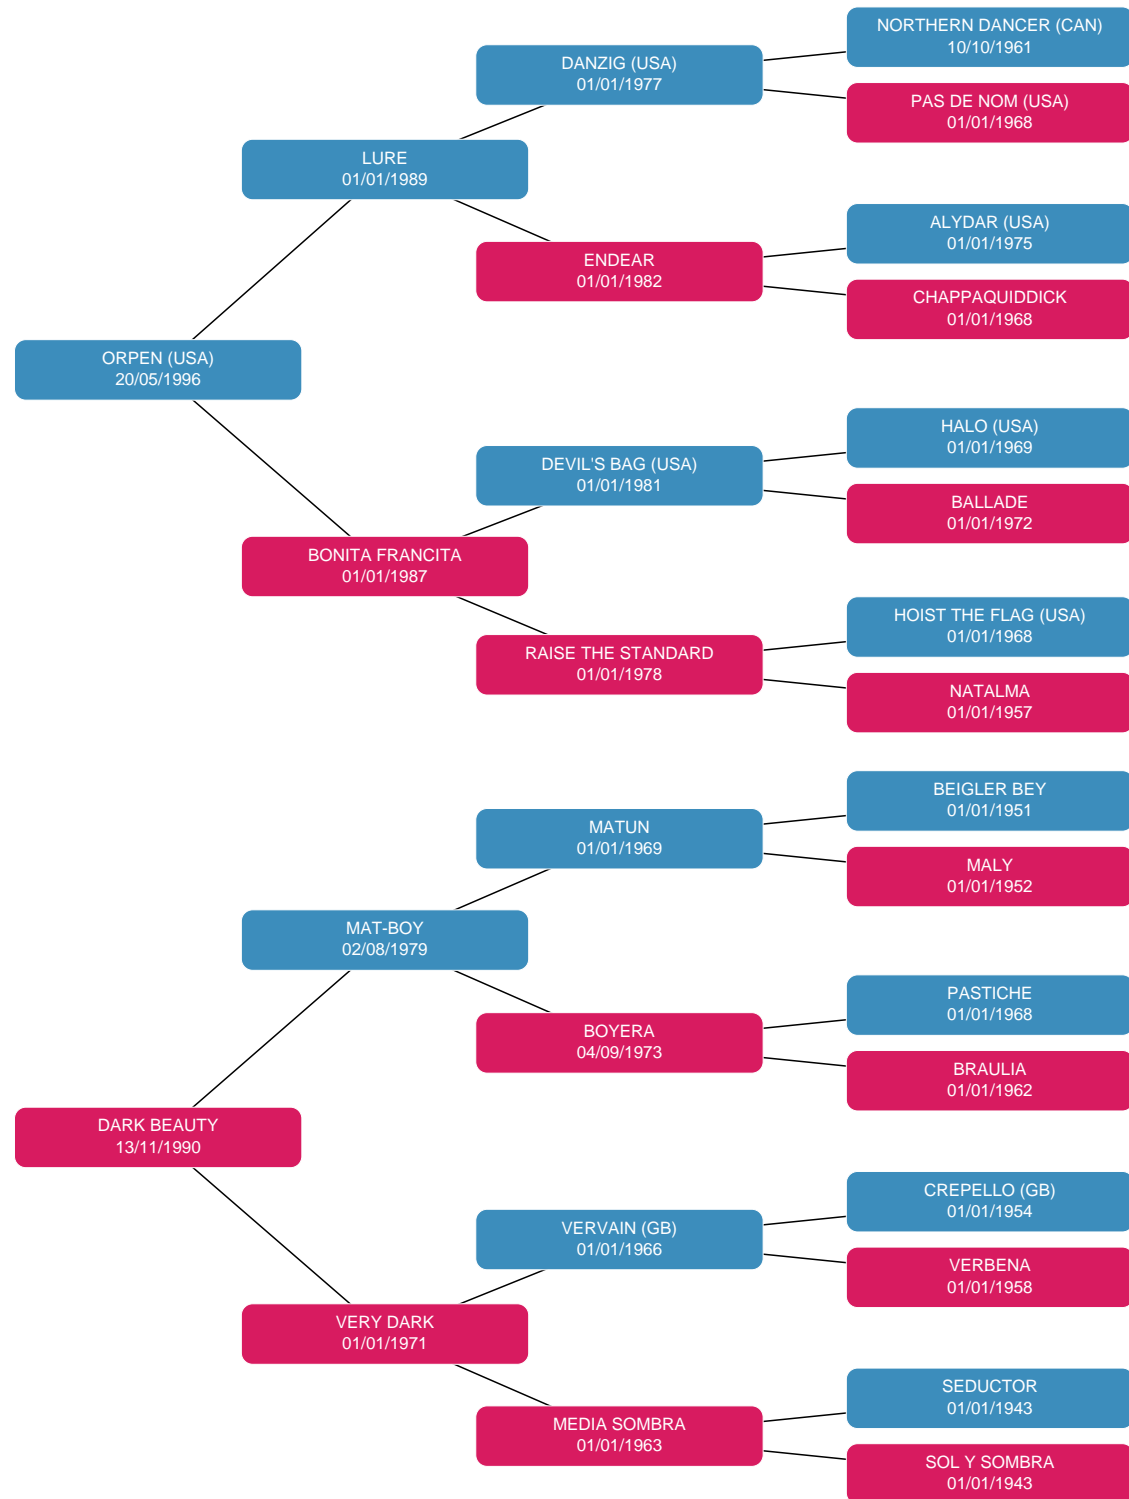 NORTHERN DANCER (CAN)
10/10/1961
DANZIG (USA)
01/01/1977
PAS DE NOM (USA)
01/01/1968
LURE
01/01/1989
ALYDAR (USA)
01/01/1975
ENDEAR
01/01/1982
CHAPPAQUIDDICK
01/01/1968
ORPEN (USA)
20/05/1996
HALO (USA)
01/01/1969
DEVIL'S BAG (USA)
01/01/1981
BALLADE
01/01/1972
BONITA FRANCITA
01/01/1987
HOIST THE FLAG (USA)
01/01/1968
RAISE THE STANDARD
01/01/1978
NATALMA
01/01/1957
BEIGLER BEY
01/01/1951
MATUN
01/01/1969
MALY
01/01/1952
MAT-BOY
02/08/1979
PASTICHE
01/01/1968
BOYERA
04/09/1973
BRAULIA
01/01/1962
DARK BEAUTY
13/11/1990
CREPELLO (GB)
01/01/1954
VERVAIN (GB)
01/01/1966
VERBENA
01/01/1958
VERY DARK
01/01/1971
SEDUCTOR
01/01/1943
MEDIA SOMBRA
01/01/1963
SOL Y SOMBRA
01/01/1943